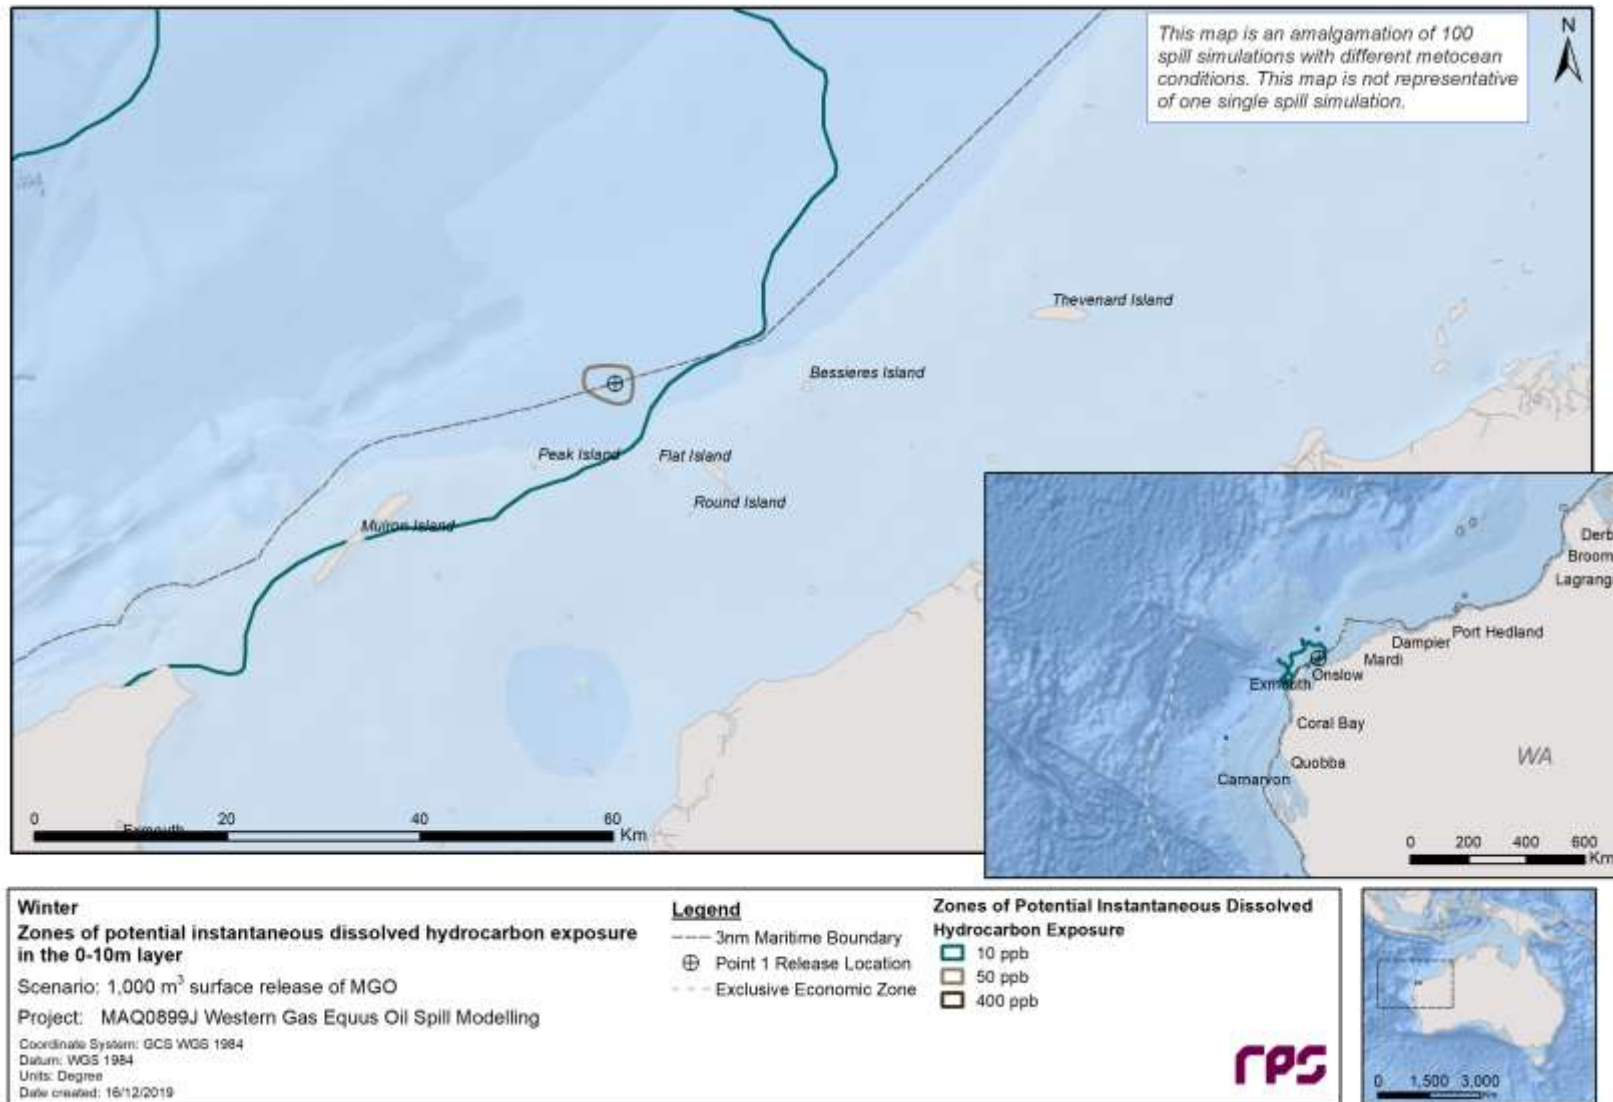 This map is an amalgamation of 100
spill simulations with different metocean
conditions. This map is not representative
of one single spill simulation.
N
Thevenard Island
Bessieres Island
Peak Island
Flat Island
Round Island
Muiron Island
Exmouth
0 20 40 60
Km
Derb
Broom
Lagrang
Port Hedland
Dampier
Mardi
Onslow
Exmouth
Coral Bay
Quobba
WA
Carnarvon
0 200 400 600
Km
Winter
Zones of potential instantaneous dissolved hydrocarbon exposure
in the 0-10m layer
Scenario: 1,000 m³ surface release of MGO
Project: MAQ0899J Western Gas Equus Oil Spill Modelling
Coordinate System: GCS WGS 1984
Datum: WGS 1984
Units: Degree
Date created: 16/12/2019
Legend
3nm Maritime Boundary
Point 1 Release Location
Exclusive Economic Zone
Zones of Potential Instantaneous Dissolved
Hydrocarbon Exposure
10 ppb
50 ppb
400 ppb
rps
0 1,500 3,000
Km